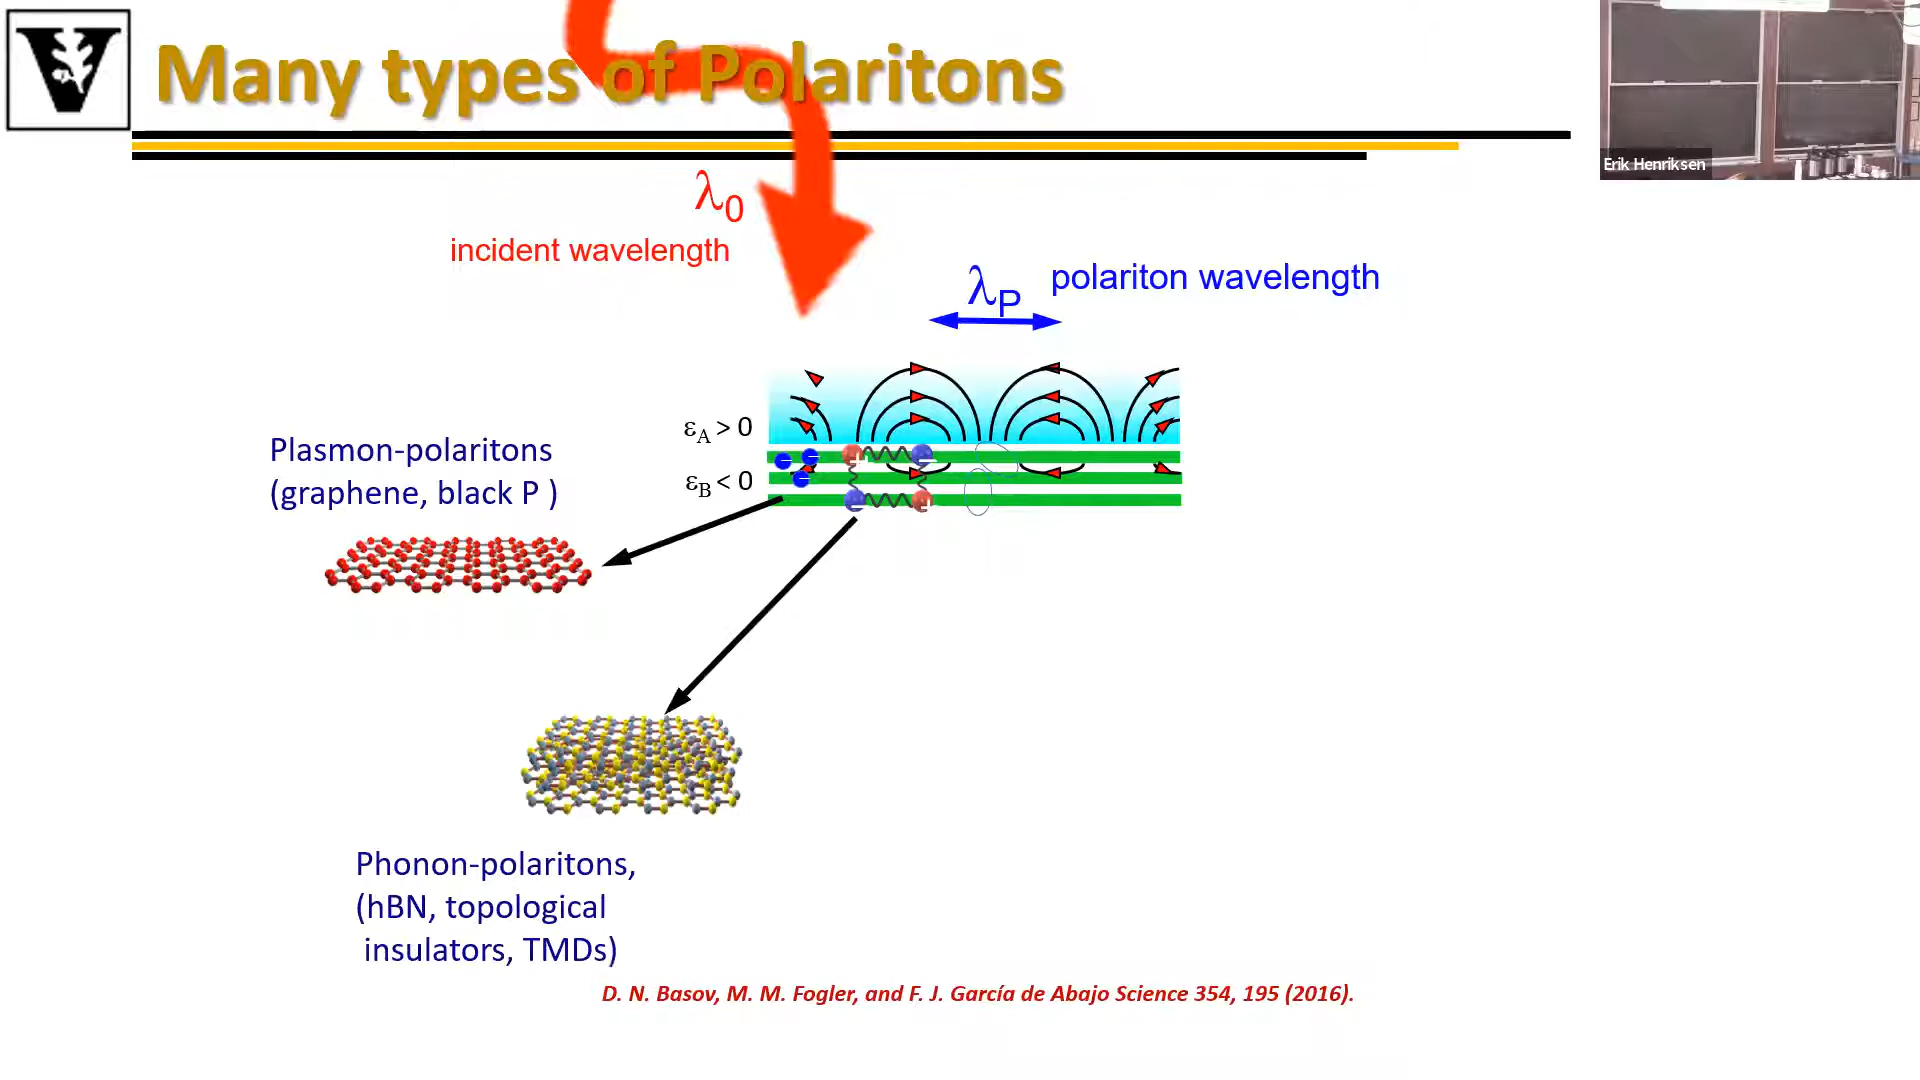 Many types of Polaritons
Erik Henriksen
λ0
incident wavelength
λP
polariton wavelength
εA > 0
εB < 0
Plasmon-polaritons
(graphene, black P )
Phonon-polaritons,
(hBN, topological
insulators, TMDs)
D. N. Basov, M. M. Fogler, and F. J. García de Abajo Science 354, 195 (2016).